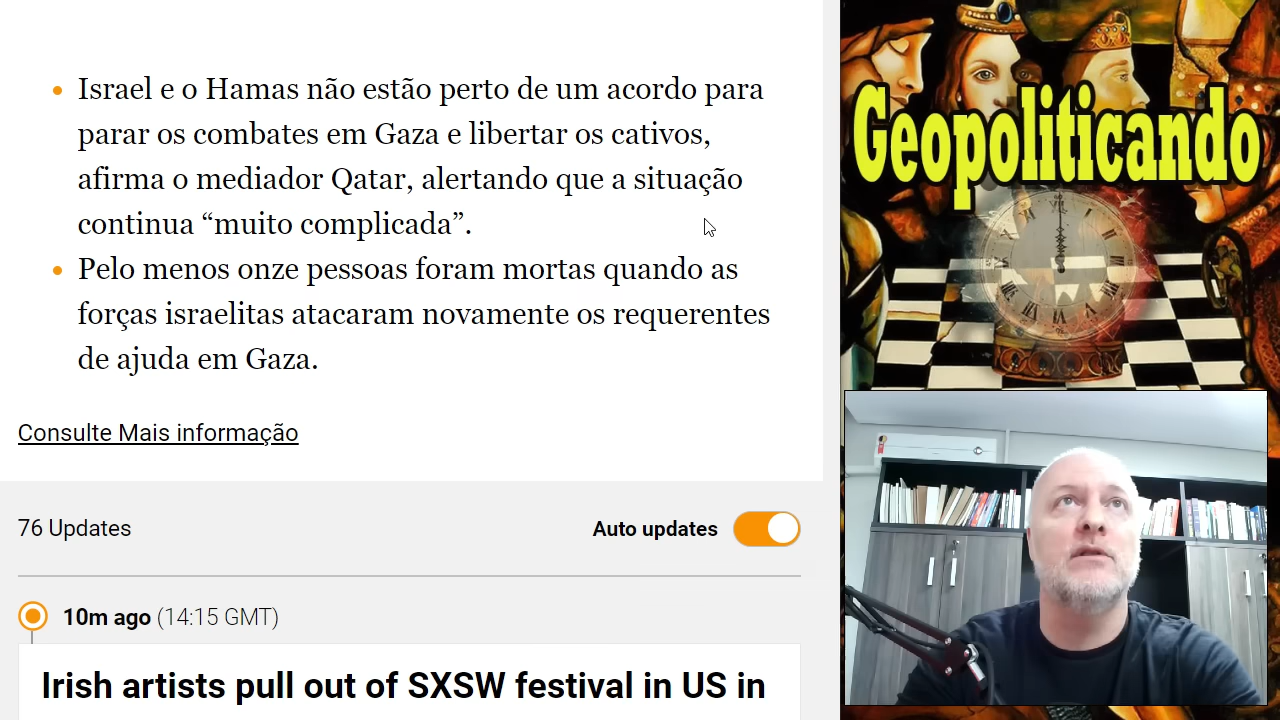 Israel e o Hamas não estão perto de um acordo para
parar os combates em Gaza e libertar os cativos,
afirma o mediador Qatar, alertando que a situação
continua “muito complicada”.
Pelo menos onze pessoas foram mortas quando as
forças israelitas atacaram novamente os requerentes
de ajuda em Gaza.
Consulte Mais informação
76 Updates
Auto updates
10m ago (14:15 GMT)
Irish artists pull out of SXSW festival in US in
Geopoliticando